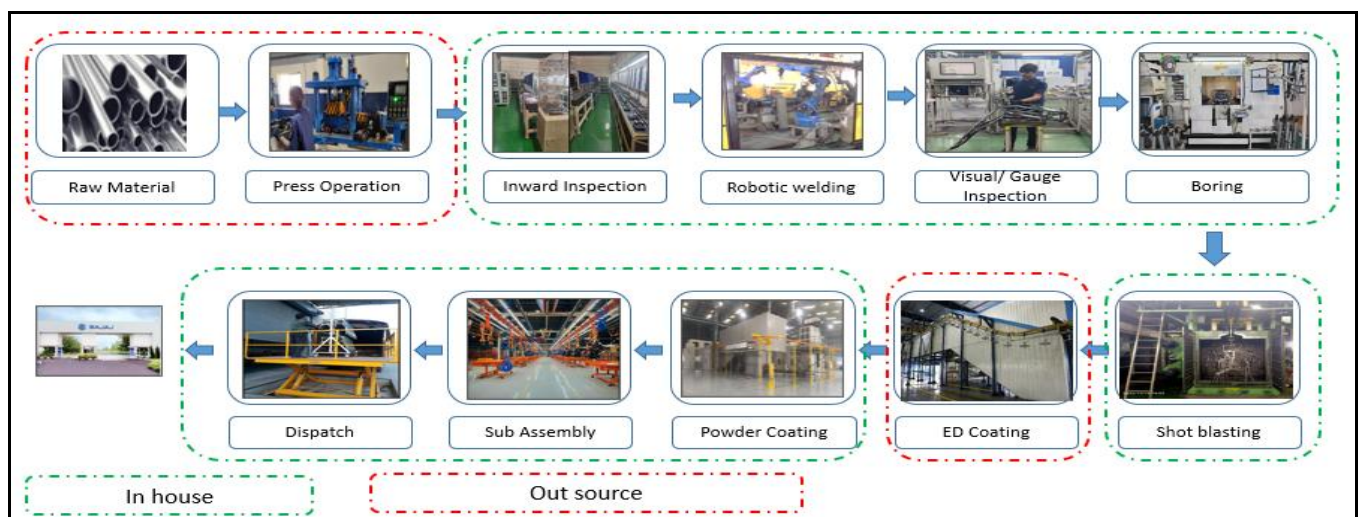 Raw Material
Press Operation
Inward Inspection
Robotic welding
Visual/ Gauge
Inspection
Boring
BAJAJ
Dispatch
Sub Assembly
Powder Coating
ED Coating
Shot blasting
In house
Out source